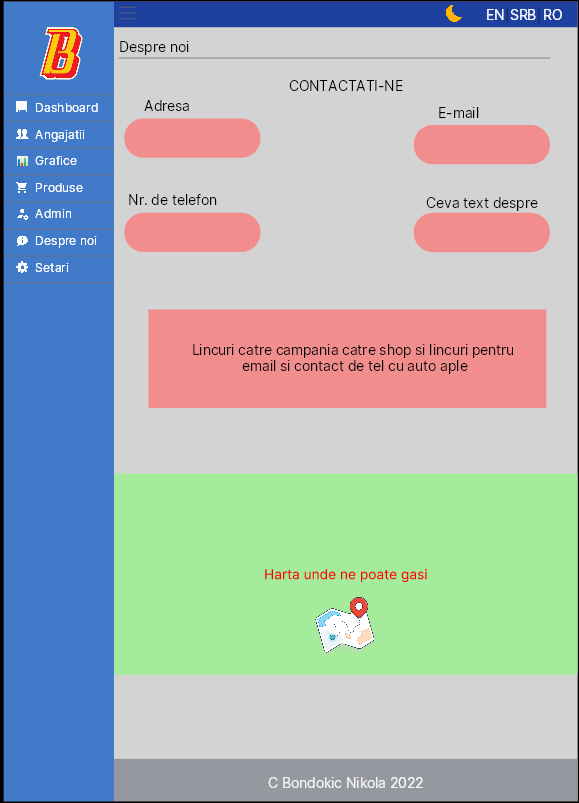 B
EN SRB RO
Dashboard
Angajatii
Grafice
Produse
Admin
Despre noi
Setari
Despre noi
CONTACTATI-NE
Adresa
E-mail
Nr. de telefon
Ceva text despre
Lincuri catre campania catre shop si lincuri pentru
email si contact de tel cu auto aple
Harta unde ne poate gasi
C Bondokic Nikola 2022